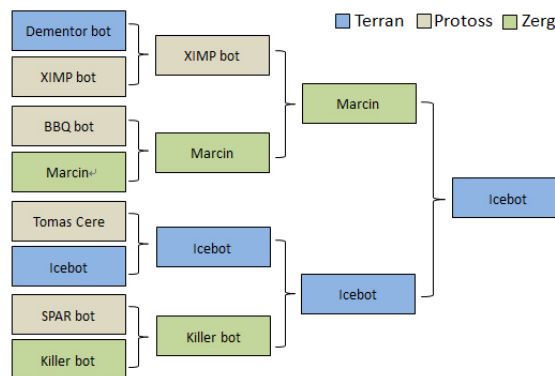 Terran Protoss Zerg
Dementor bot
XIMP bot
XIMP bot
BBQ bot
Marcin
Marcin
Marcin
Tomas Cere
Icebot
Icebot
SPAR bot
Killer bot
Killer bot
Icebot
Icebot